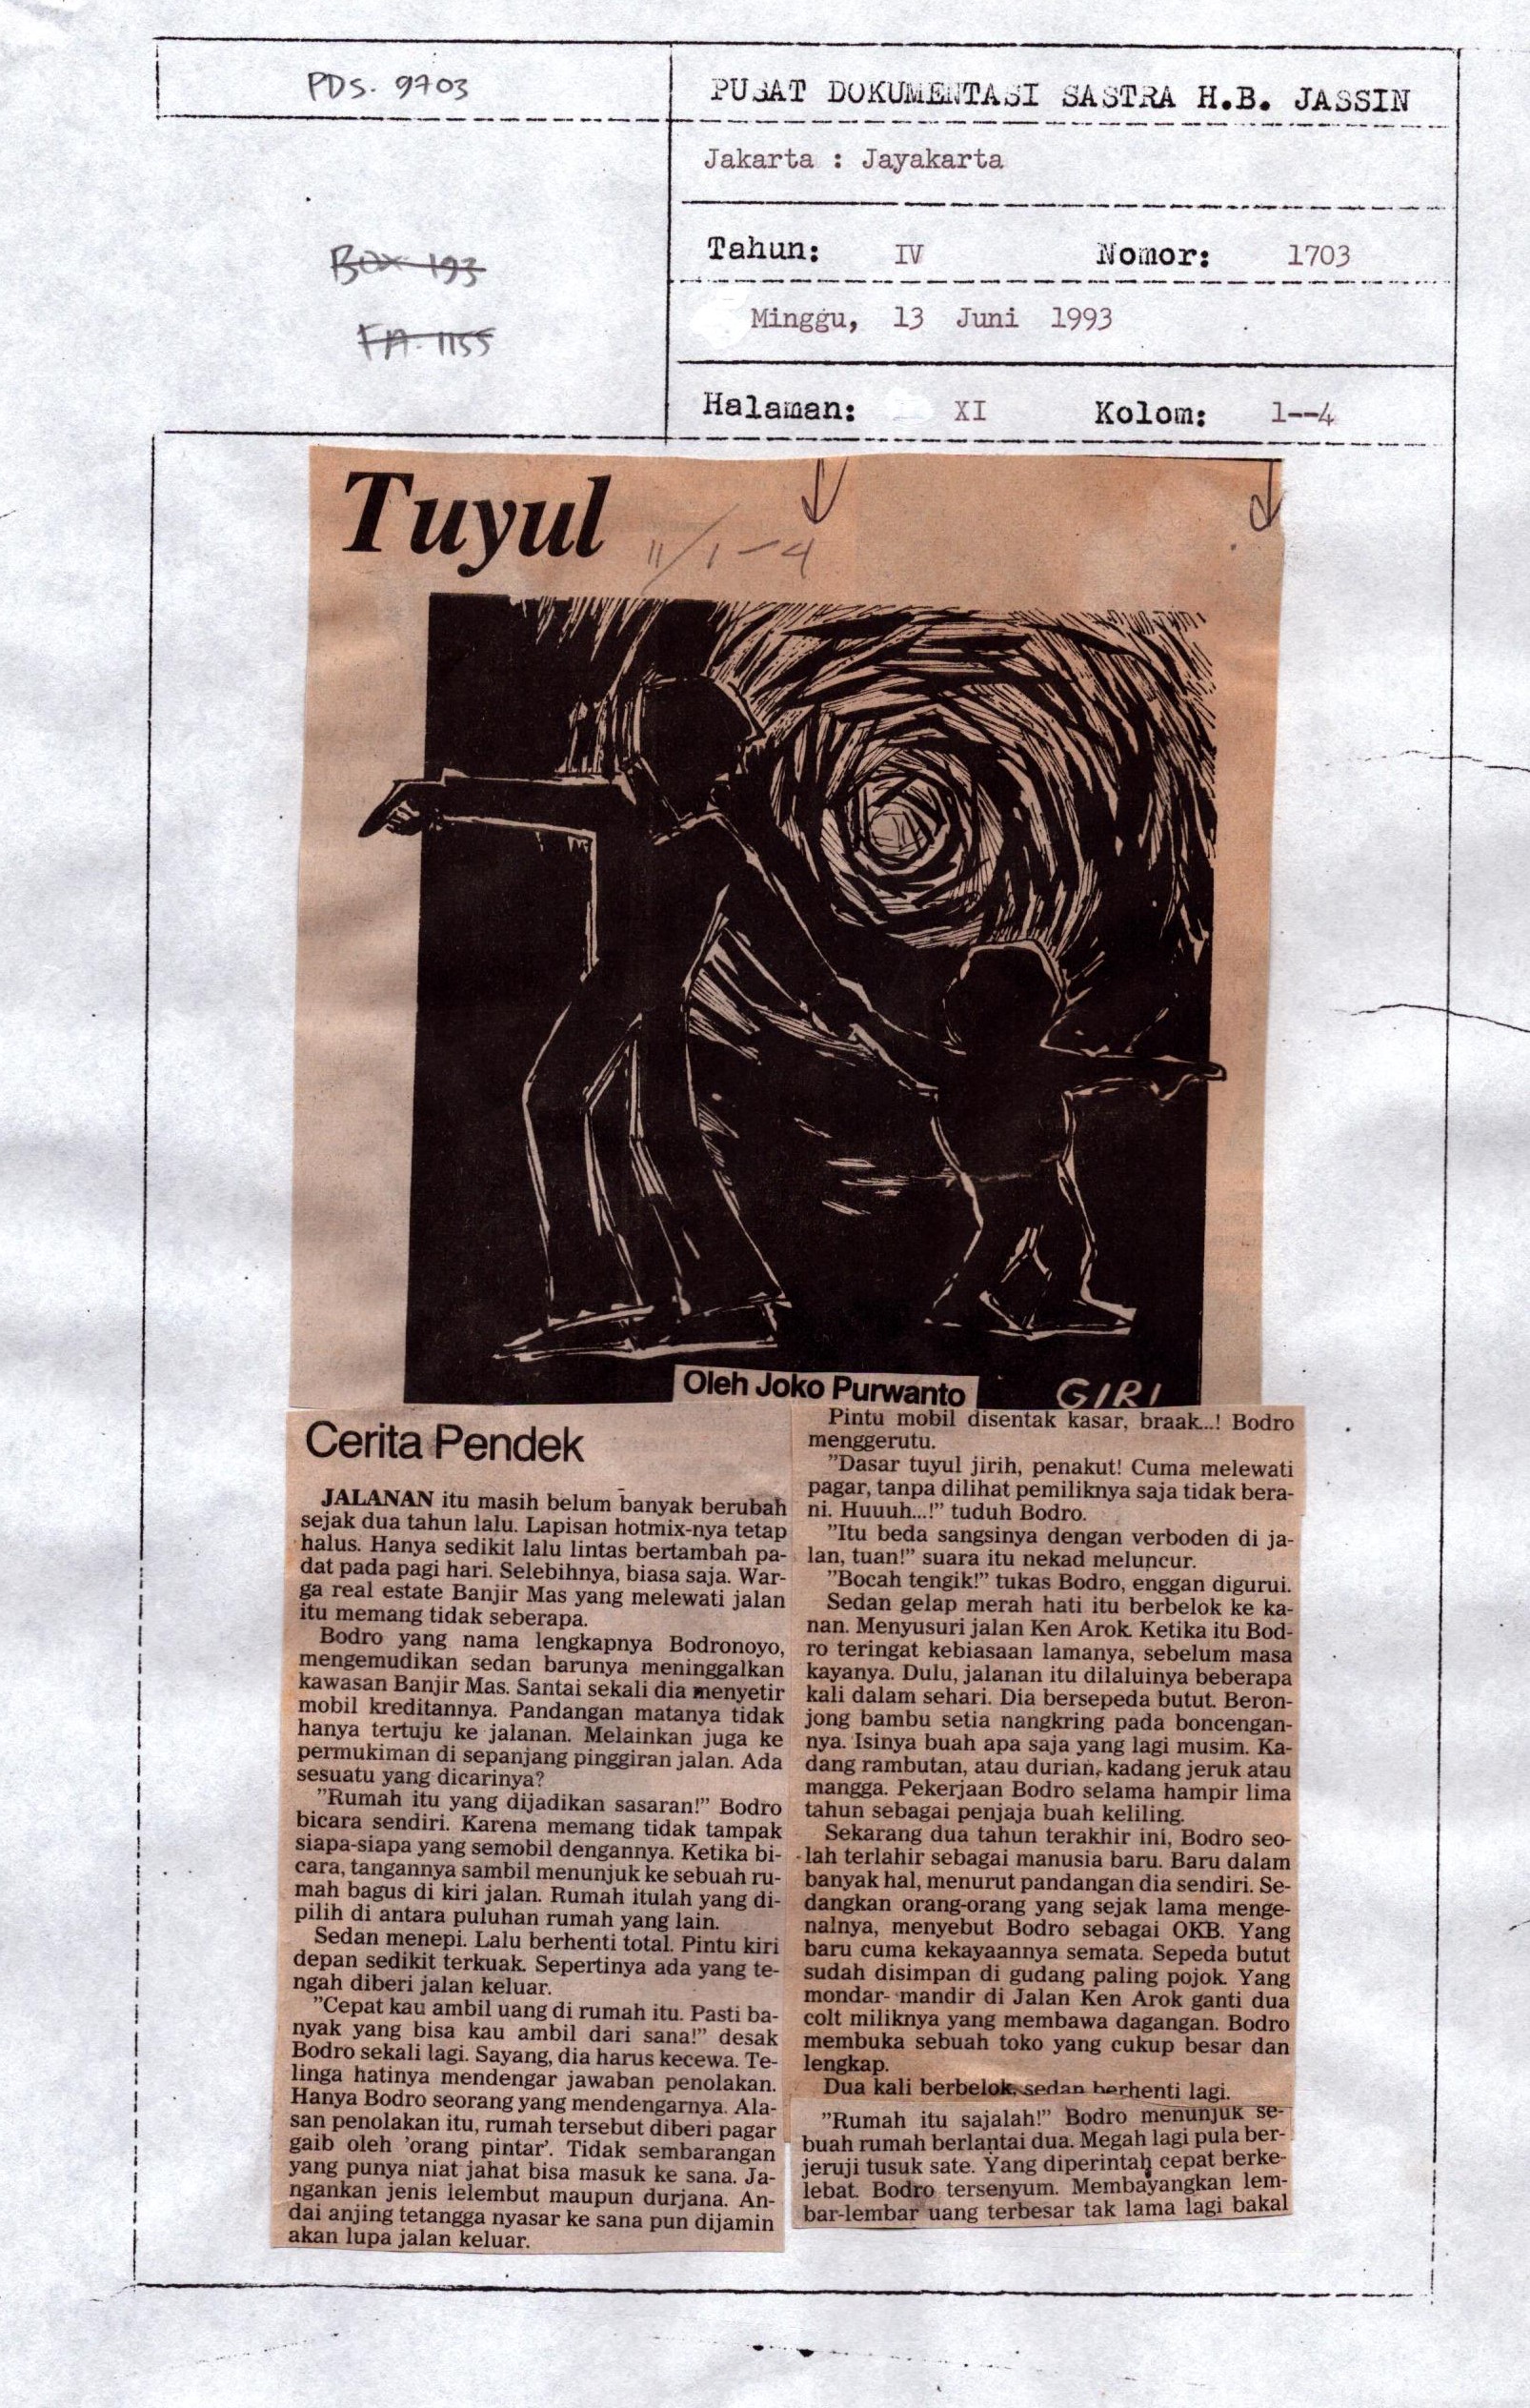 PDS. 9703
PUSAT DOKUMENTASI SASTRA H.B. JASSIN
Jakarta : Jayakarta
BOX 193
Tahun: IV Nomor: 1703
Minggu, 13 Juni 1993
FA. 1155
Halaman: XI Kolom: 1--4
Tuyul
11/1-4
Oleh Joko Purwanto
GIRI
Cerita Pendek
JALANAN itu masih belum banyak berubah
sejak dua tahun lalu. Lapisan hotmix-nya tetap
halus. Hanya sedikit lalu lintas bertambah pa-
dat pada pagi hari. Selebihnya, biasa saja. War-
ga real estate Banjir Mas yang melewati jalan
itu memang tidak seberapa.
Bodro yang nama lengkapnya Bodronoyo,
mengemudikan sedan barunya meninggalkan
kawasan Banjir Mas. Santai sekali dia menyetir
mobil kreditannya. Pandangan matanya tidak
hanya tertuju ke jalanan. Melainkan juga ke
permukiman di sepanjang pinggiran jalan. Ada
sesuatu yang dicarinya?
”Rumah itu yang dijadikan sasaran!” Bodro
bicara sendiri. Karena memang tidak tampak
siapa-siapa yang semobil dengannya. Ketika bi-
cara, tangannya sambil menunjuk ke sebuah ru-
mah bagus di kiri jalan. Rumah itulah yang di-
pilih di antara puluhan rumah yang lain.
Sedan menepi. Lalu berhenti total. Pintu kiri
depan sedikit terkuak. Sepertinya ada yang te-
ngah diberi jalan keluar.
”Cepat kau ambil uang di rumah itu. Pasti ba-
nyak yang bisa kau ambil dari sana!” desak
Bodro sekali lagi. Sayang, dia harus kecewa. Te-
linga hatinya mendengar jawaban penolakan.
Hanya Bodro seorang yang mendengarnya. Ala-
san penolakan itu, rumah tersebut diberi pagar
gaib oleh 'orang pintar'. Tidak sembarangan
yang punya niat jahat bisa masuk ke sana. Ja-
ngankan jenis lelembut maupun durjana. An-
dai anjing tetangga nyasar ke sana pun dijamin
akan lupa jalan keluar.
Pintu mobil disentak kasar, braak...! Bodro
menggerutu.
”Dasar tuyul jirih, penakut! Cuma melewati
pagar, tanpa dilihat pemiliknya saja tidak bera-
ni. Huuuh...!” tuduh Bodro.
”Itu beda sangsinya dengan verboden di ja-
lan, tuan!” suara itu nekad meluncur.
”Bocah tengik!” tukas Bodro, enggan digurui.
Sedan gelap merah hati itu berbelok ke ka-
nan. Menyusuri jalan Ken Arok. Ketika itu Bod-
ro teringat kebiasaan lamanya, sebelum masa
kayanya. Dulu, jalanan itu dilaluinya beberapa
kali dalam sehari. Dia bersepeda butut. Beron-
jong bambu setia nangkring pada boncengan-
nya. Isinya buah apa saja yang lagi musim. Ka-
dang rambutan, atau durian, kadang jeruk atau
mangga. Pekerjaan Bodro selama hampir lima
tahun sebagai penjaja buah keliling.
Sekarang dua tahun terakhir ini, Bodro seo-
lah terlahir sebagai manusia baru. Baru dalam
banyak hal, menurut pandangan dia sendiri. Se-
dangkan orang-orang yang sejak lama menge-
nalnya, menyebut Bodro sebagai OKB. Yang
baru cuma kekayaannya semata. Sepeda butut
sudah disimpan di gudang paling pojok. Yang
mondar- mandir di Jalan Ken Arok ganti dua
colt miliknya yang membawa dagangan. Bodro
membuka sebuah toko yang cukup besar dan
lengkap.
Dua kali berbelok, sedan berhenti lagi.
”Rumah itu sajalah!” Bodro menunjuk se-
buah rumah berlantai dua. Megah lagi pula ber-
jeruji tusuk sate. Yang diperintah cepat berke-
lebat. Bodro tersenyum. Membayangkan lem-
bar-lembar uang terbesar tak lama lagi bakal